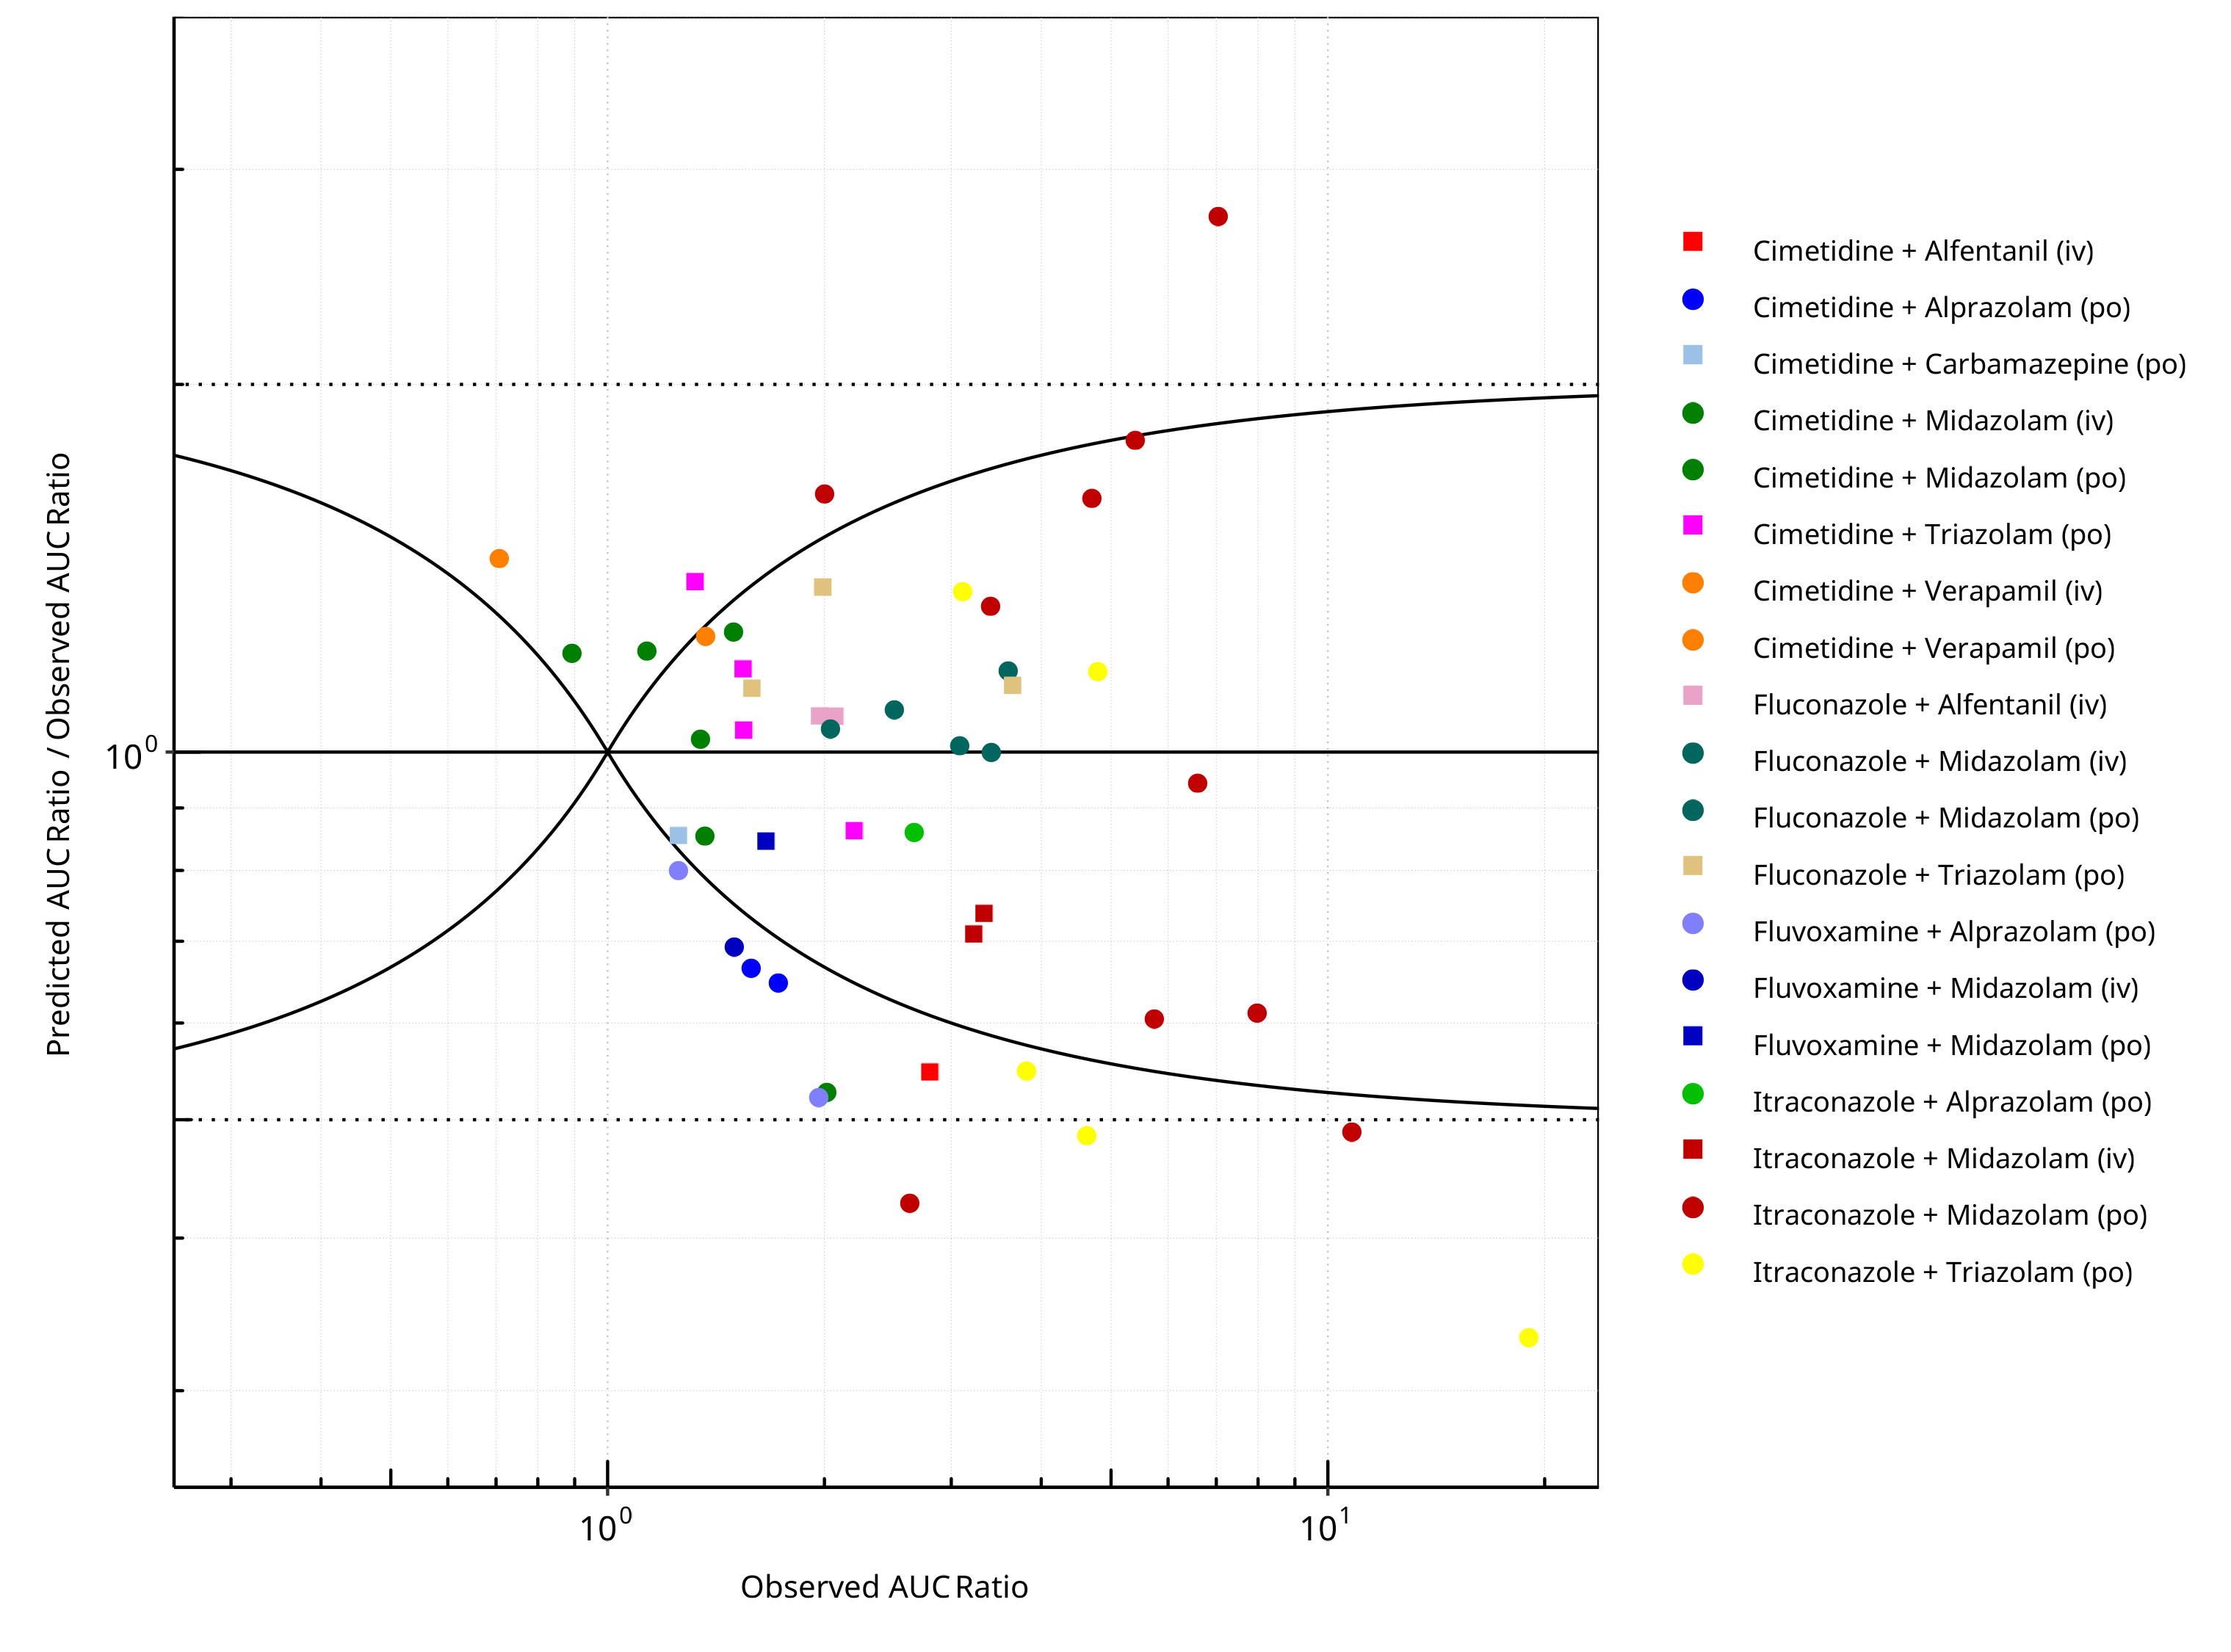 Predicted AUC Ratio / Observed AUC Ratio
10^0
10^0
10^1
Observed AUC Ratio
Cimetidine + Alfentanil (iv)
Cimetidine + Alprazolam (po)
Cimetidine + Carbamazepine (po)
Cimetidine + Midazolam (iv)
Cimetidine + Midazolam (po)
Cimetidine + Triazolam (po)
Cimetidine + Verapamil (iv)
Cimetidine + Verapamil (po)
Fluconazole + Alfentanil (iv)
Fluconazole + Midazolam (iv)
Fluconazole + Midazolam (po)
Fluconazole + Triazolam (po)
Fluvoxamine + Alprazolam (po)
Fluvoxamine + Midazolam (iv)
Fluvoxamine + Midazolam (po)
Itraconazole + Alprazolam (po)
Itraconazole + Midazolam (iv)
Itraconazole + Midazolam (po)
Itraconazole + Triazolam (po)